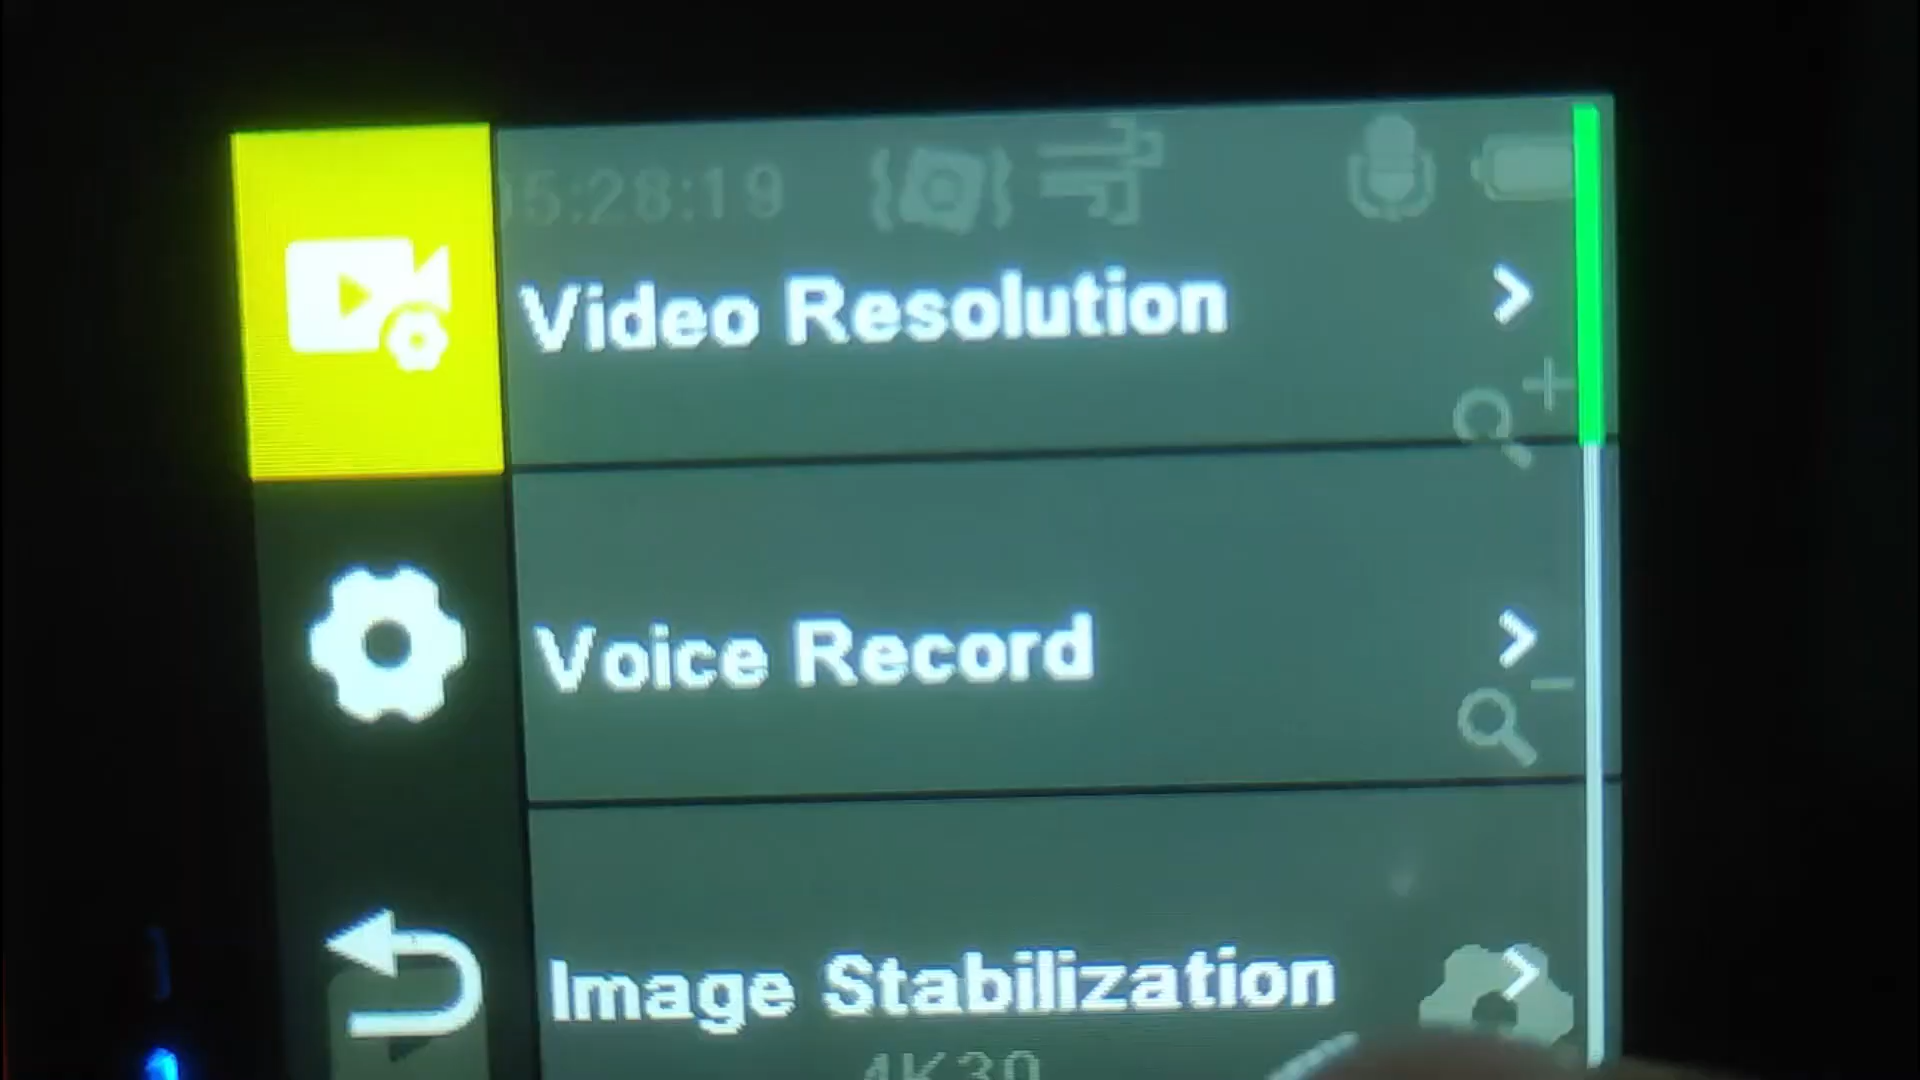 5:28:19
Video Resolution
Voice Record
Image Stabilization
4K30